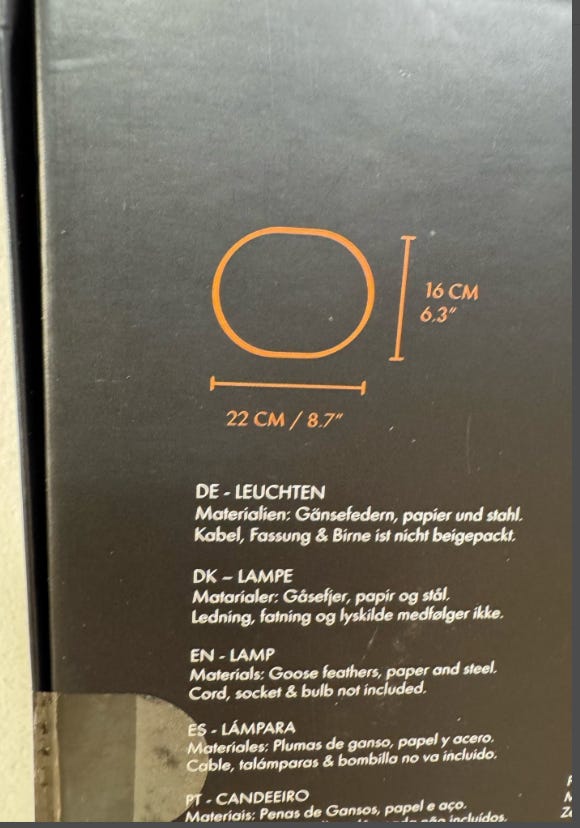 16 CM
6.3"
22 CM / 8.7"
DE - LEUCHTEN
Materialien: Gänsefedern, papier und stahl.
Kabel, Fassung & Birne ist nicht beigepackt.
DK – LAMPE
Matarialer: Gåsefjer, papir og stål.
Ledning, fatning og lyskilde medfølger ikke.
EN - LAMP
Materials: Goose feathers, paper and steel.
Cord, socket & bulb not included.
ES - LÁMPARA
Materiales: Plumas de ganso, papel y acero.
Cable, talámparas & bombilla no va incluido.
PT - CANDEEIRO
Materiais: Penas de Gansos, papel e aço.
não incluídos.